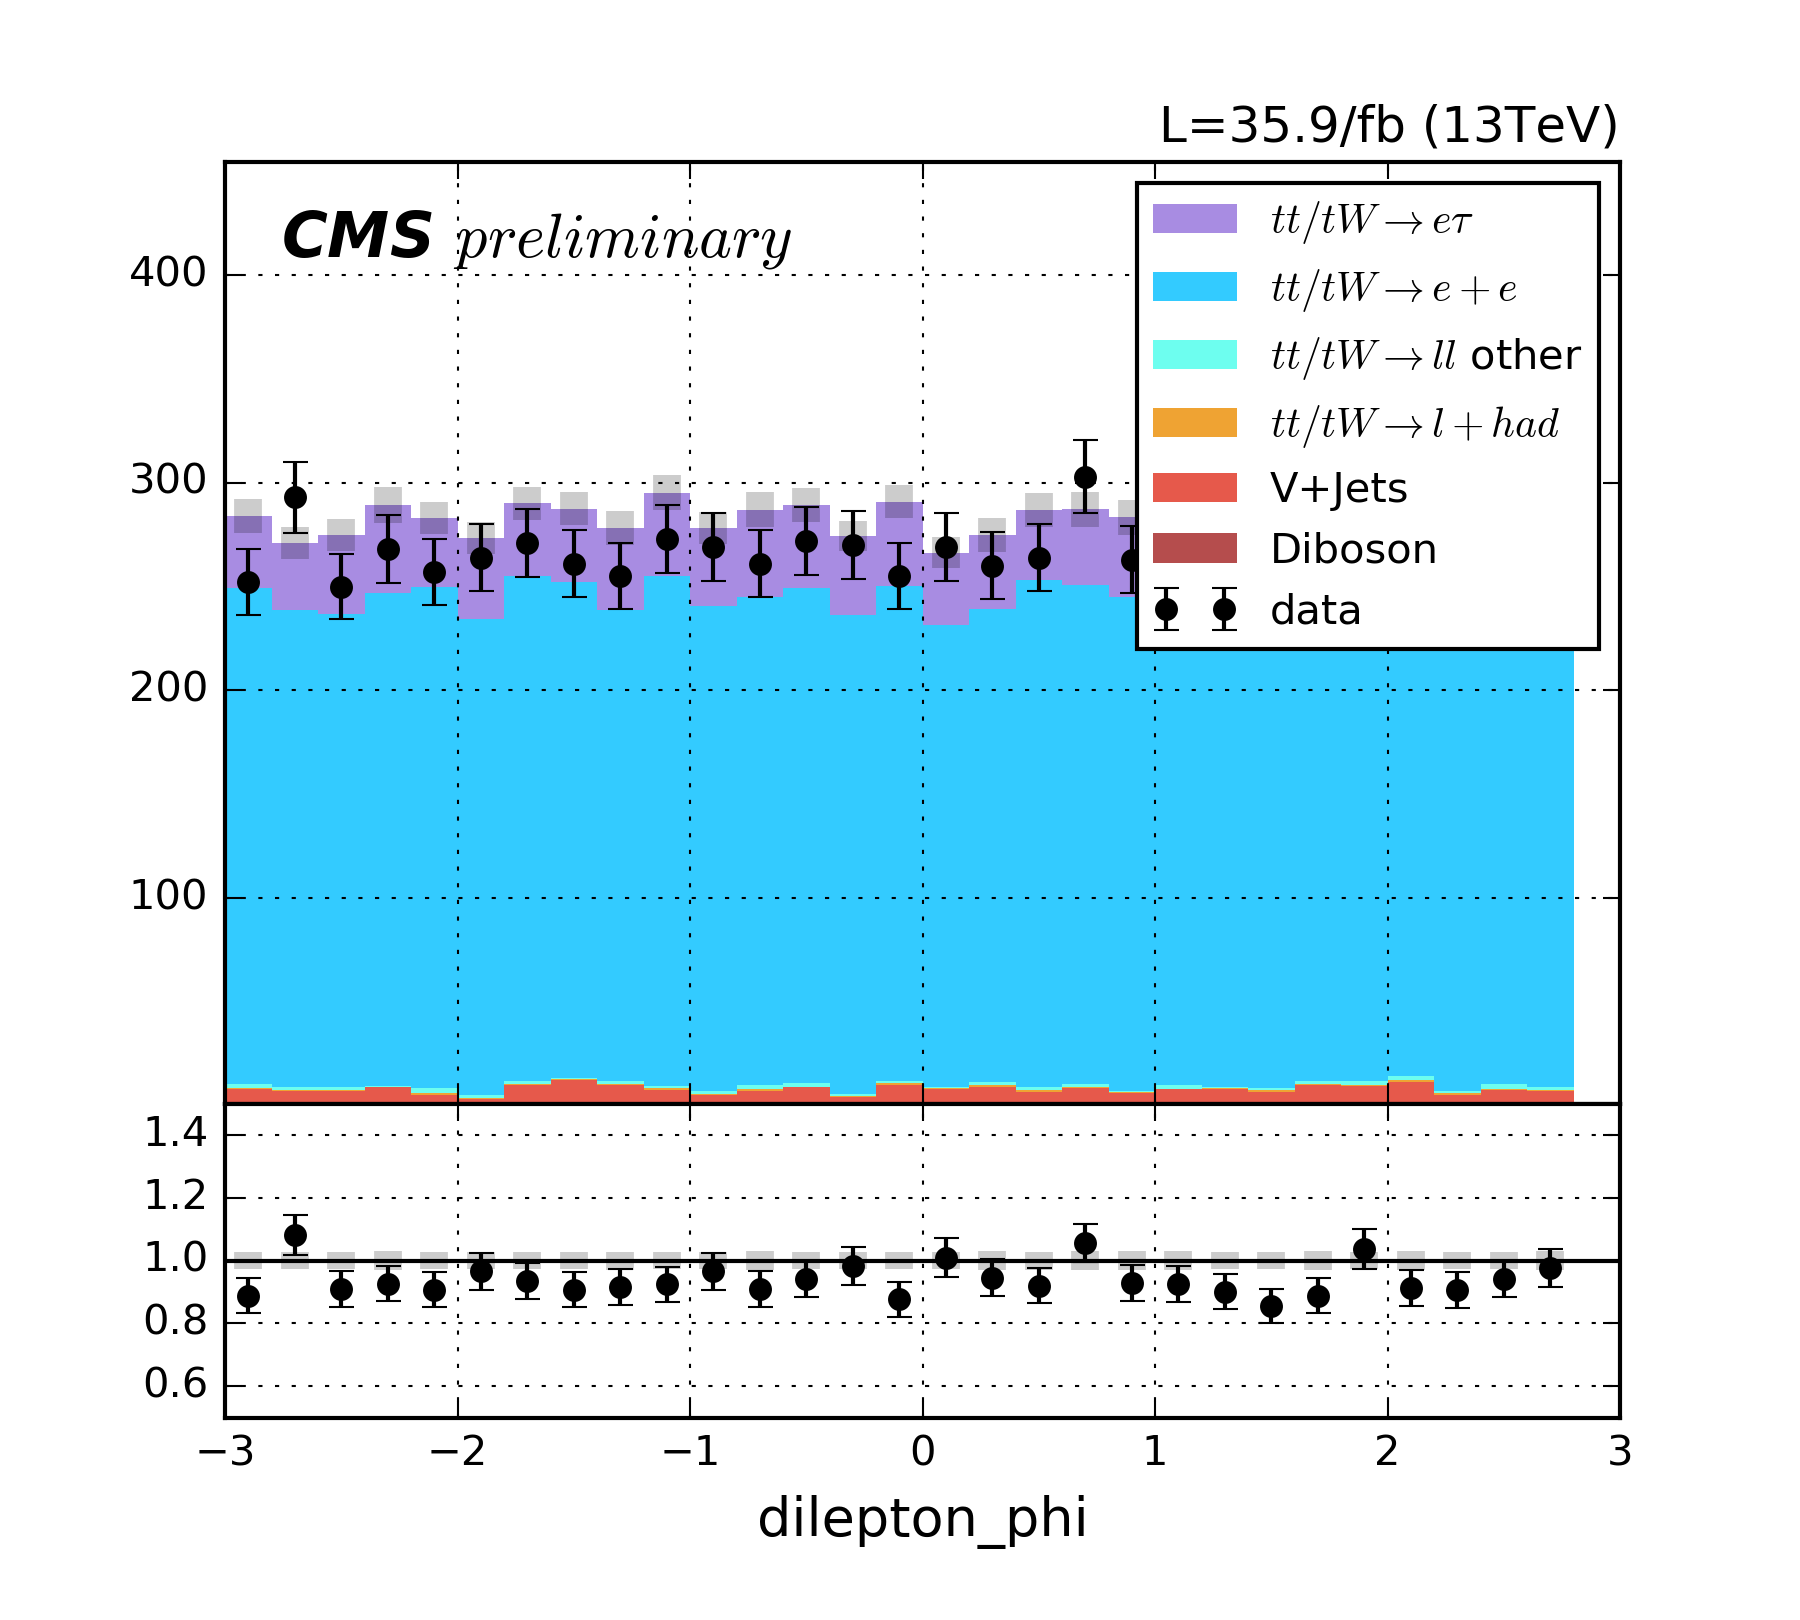 L=35.9/fb (13TeV)
CMS preliminary
tt/tW→eτ
tt/tW→e+e
tt/tW→ll other
tt/tW→l+had
V+Jets
Diboson
data
400
300
200
100
1.4
1.2
1.0
0.8
0.6
−3 −2 −1 0 1 2 3
dilepton_phi